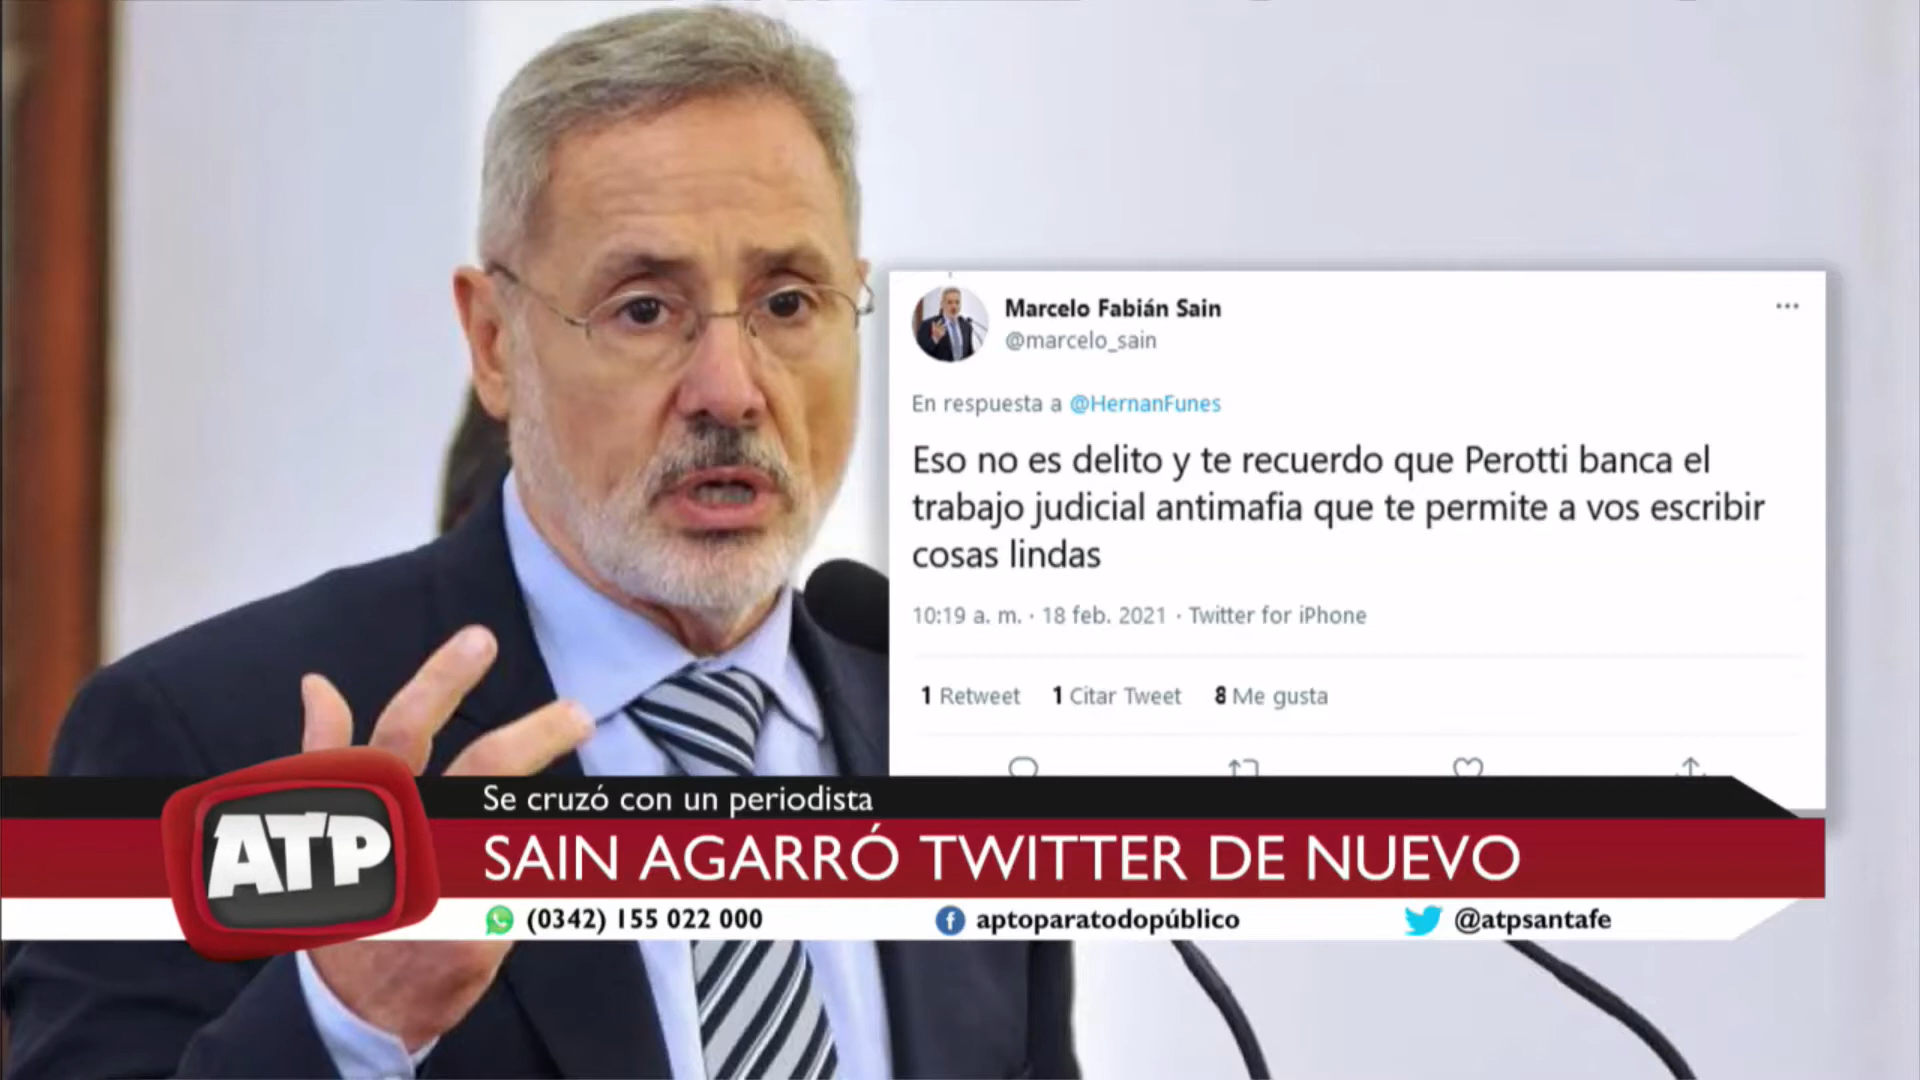 Marcelo Fabián Sain
@marcelo_sain
En respuesta a @HernanFunes
Eso no es delito y te recuerdo que Perotti banca el
trabajo judicial antimafia que te permite a vos escribir
cosas lindas
10:19 a. m. · 18 feb. 2021 · Twitter for iPhone
1 Retweet 1 Citar Tweet 8 Me gusta
Se cruzó con un periodista
ATP
SAIN AGARRÓ TWITTER DE NUEVO
(0342) 155 022 000
aptoparatodopúblico
@atpsantafe